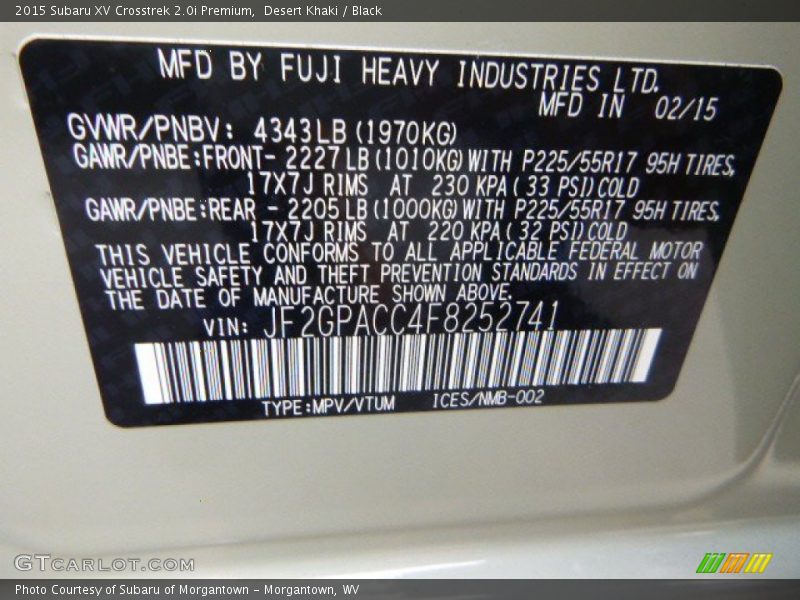 2015 Subaru XV Crosstrek 2.0i Premium,  Desert Khaki / Black
MFD BY FUJI HEAVY INDUSTRIES LTD.
MFD IN 02/15
GVWR/PNBV: 4343LB (1970KG)
GAWR/PNBE:FRONT- 2227 LB (1010KG) WITH P225/55R17 95H TIRES,
17X7J RIMS AT 230 KPA ( 33 PSI) COLD
GAWR/PNBE:REAR - 2205 LB (1000KG) WITH P225/55R17 95H TIRES,
17X7J RIMS AT 220 KPA ( 32 PSI) COLD
THIS VEHICLE CONFORMS TO ALL APPLICABLE FEDERAL MOTOR
VEHICLE SAFETY AND THEFT PREVENTION STANDARDS IN EFFECT ON
THE DATE OF MANUFACTURE SHOWN ABOVE.
VIN: JF2GPACC4F8252741
TYPE:MPV/VTUM ICES/NMB-002
GTCARLOT.COM
Photo Courtesy of Subaru of Morgantown - Morgantown, WV